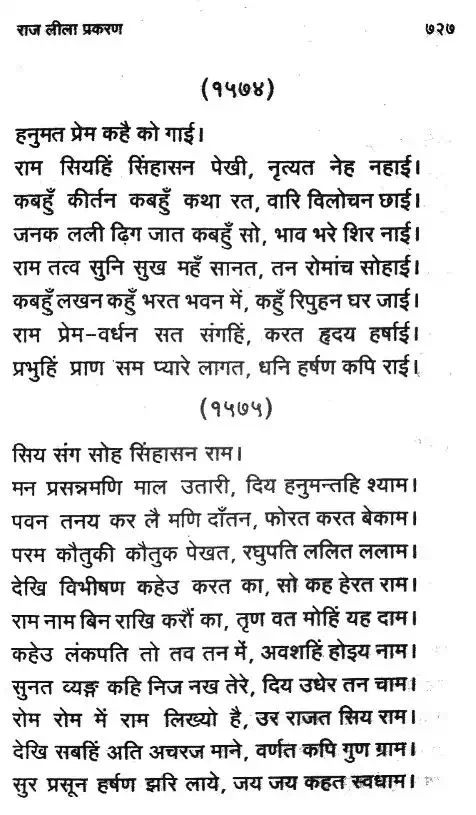 राज लीला प्रकरण ७२७
(१५७४)
हनुमत प्रेम कहै को गाई।
राम सियहिं सिंहासन पेखी, नृत्यत नेह नहाई।
कबहुँ कीर्तन कबहुँ कथा रत, वारि विलोचन छाई।
जनक लली ढ़िग जात कबहुँ सो, भाव भरे शिर नाई।
राम तत्व सुनि सुख महँ सानत, तन रोमांच सोहाई।
कबहुँ लखन कहुँ भरत भवन में, कहुँ रिपुहन घर जाई।
राम प्रेम-वर्धन सत संगहिं, करत हृदय हर्षाई।
प्रभुहिं प्राण सम प्यारे लागत, धनि हर्षण कपि राई।
(१५७५)
सिय संग सोह सिंहासन राम।
मन प्रसन्नमणि माल उतारी, दिय हनुमन्तहि श्याम।
पवन तनय कर लै मणि दाँतन, फोरत करत बेकाम।
परम कौतुकी कौतुक पेखत, रघुपति ललित ललाम।
देखि विभीषण कहेउ करत का, सो कह हेरत राम।
राम नाम बिन राखि करौं का, तृण वत मोहिं यह दाम।
कहेउ लंकपति तो तव तन में, अवशहिं होइय नाम।
सुनत व्यङ्ग कहि निज नख तेरे, दिय उधेर तन चाम।
रोम रोम में राम लिख्यो है, उर राजत सिय राम।
देखि सबहिं अति अचरज माने, वर्णत कपि गुण ग्राम।
सुर प्रसून हर्षण झरि लाये, जय जय कहत स्वधाम।